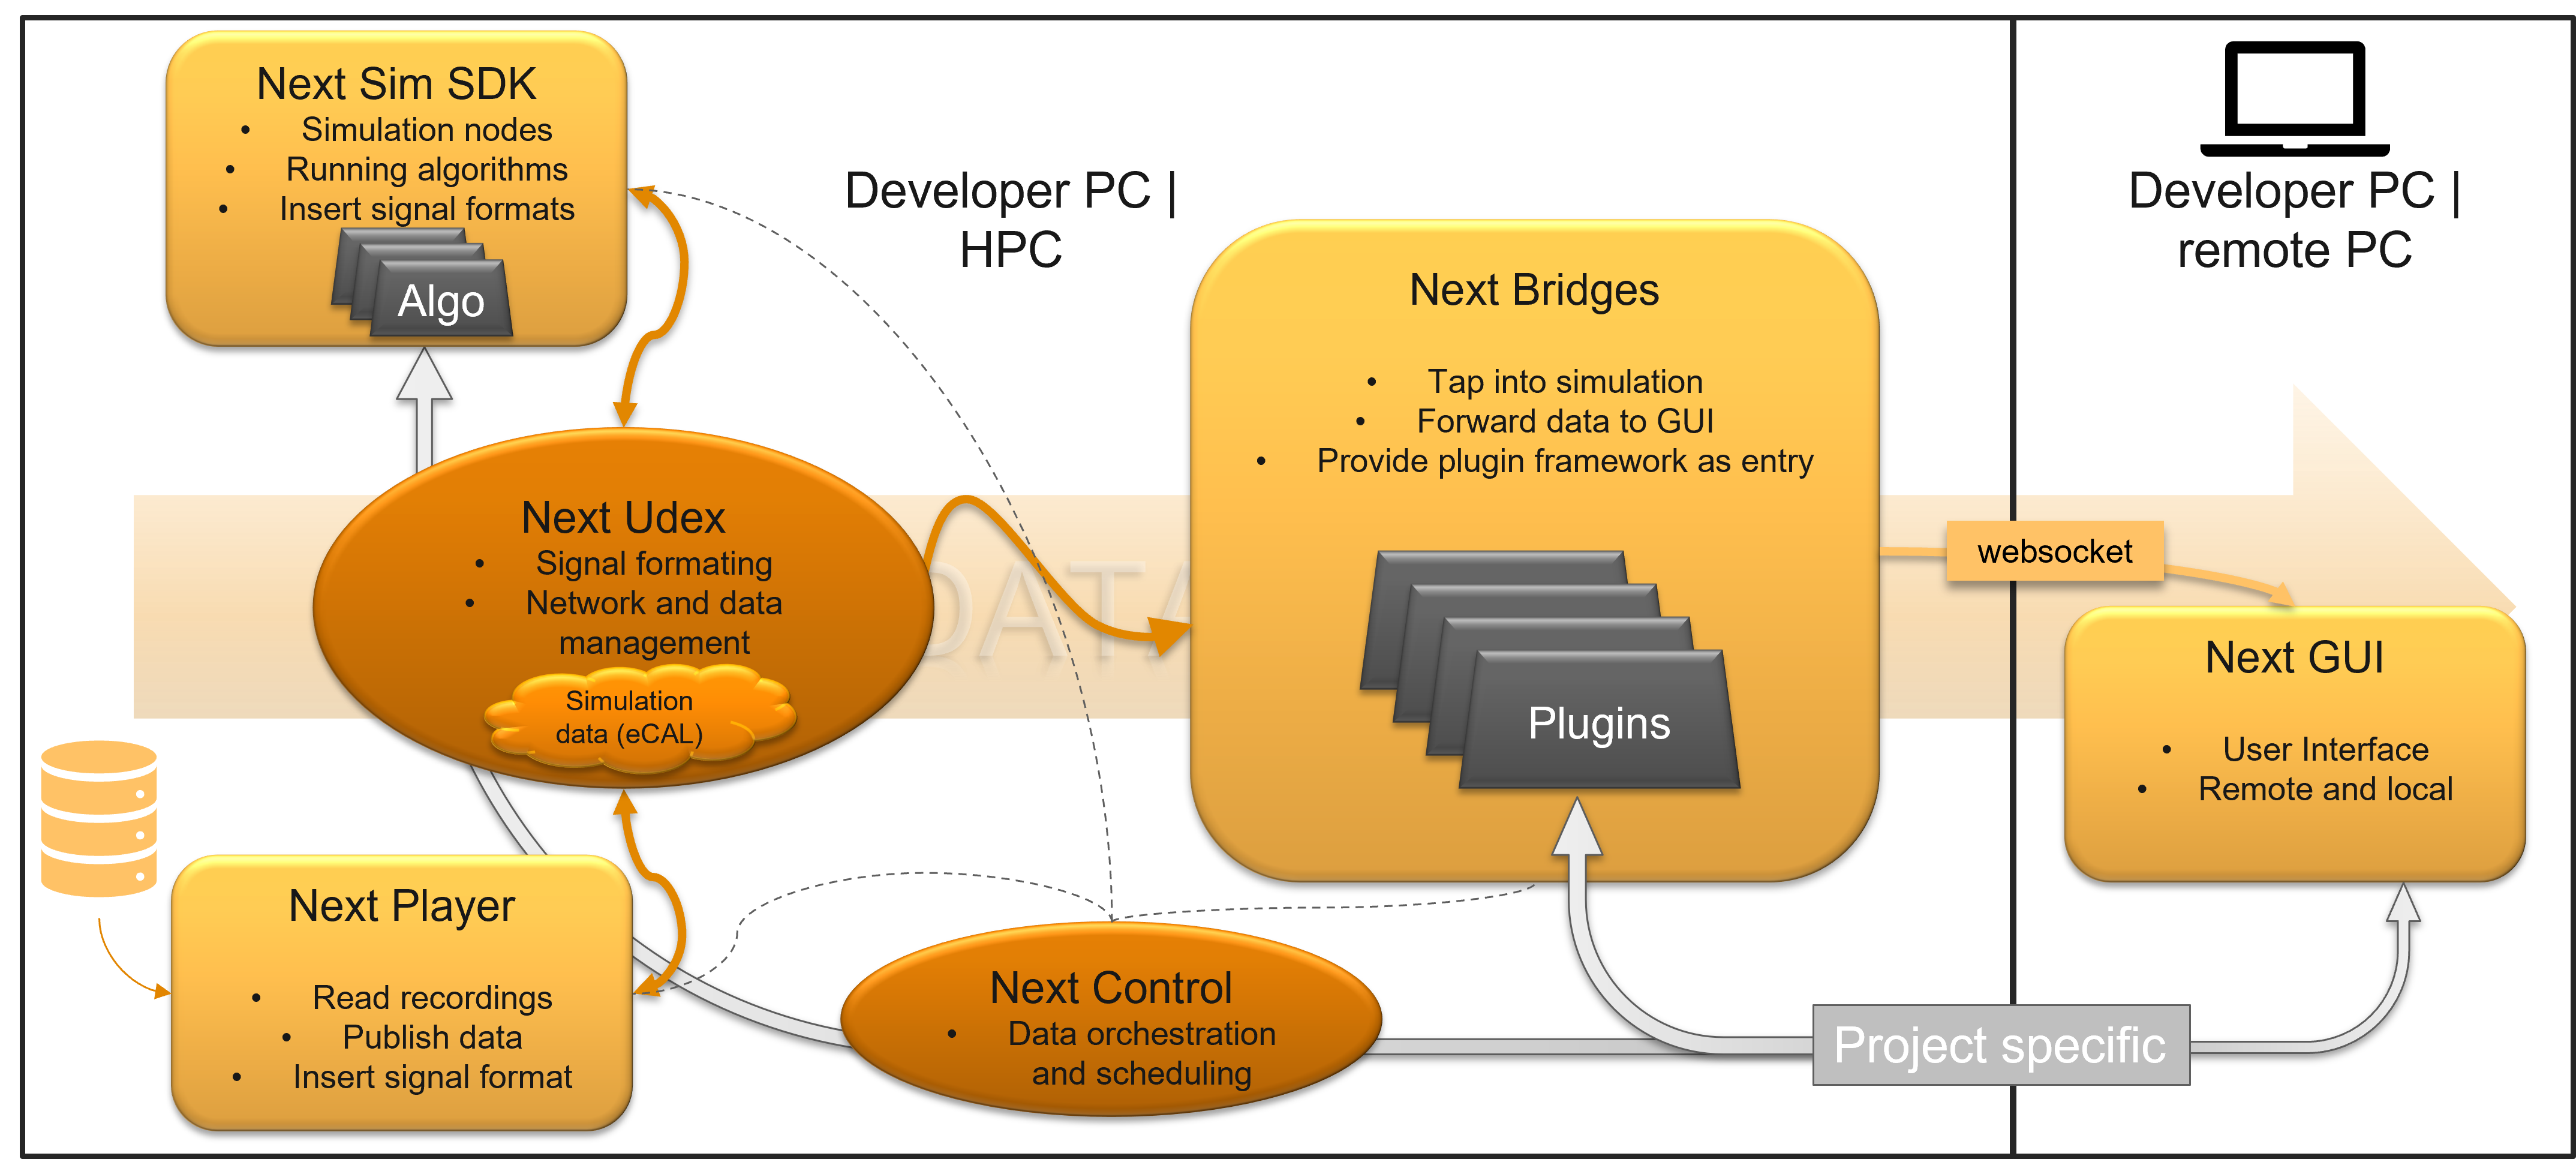 Next Sim SDK
• Simulation nodes
• Running algorithms
• Insert signal formats
Algo
Developer PC |
HPC
Developer PC |
remote PC
Next Bridges
• Tap into simulation
• Forward data to GUI
• Provide plugin framework as entry
Plugins
Next Udex
• Signal formating
• Network and data
management
Simulation
data (eCAL)
DATA
websocket
Next GUI
• User Interface
• Remote and local
Next Player
• Read recordings
• Publish data
• Insert signal format
Next Control
• Data orchestration
and scheduling
Project specific